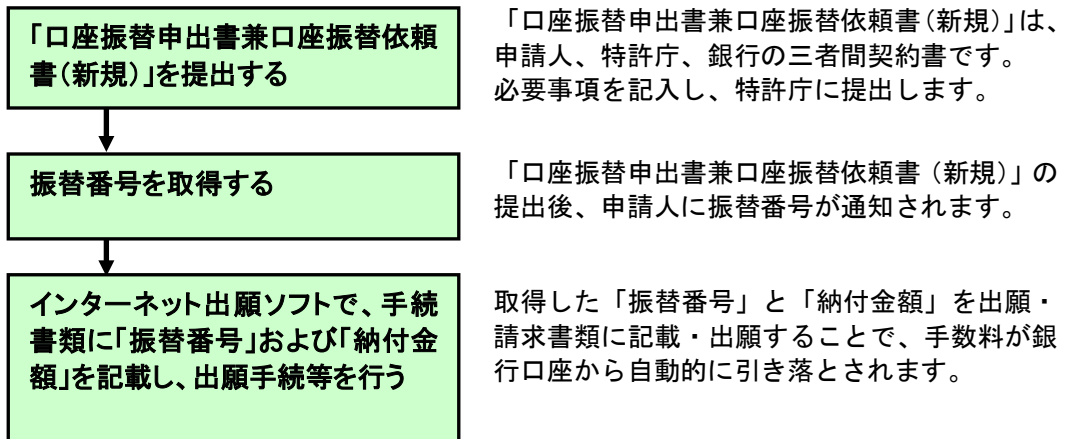 「口座振替申出書兼口座振替依頼
書（新規）」を提出する
「口座振替申出書兼口座振替依頼書（新規）」は、
申請人、特許庁、銀行の三者間契約書です。
必要事項を記入し、特許庁に提出します。
振替番号を取得する
「口座振替申出書兼口座振替依頼書（新規）」の
提出後、申請人に振替番号が通知されます。
インターネット出願ソフトで、手続
書類に「振替番号」および「納付金
額」を記載し、出願手続等を行う
取得した「振替番号」と「納付金額」を出願・
請求書類に記載・出願することで、手数料が銀
行口座から自動的に引き落とされます。